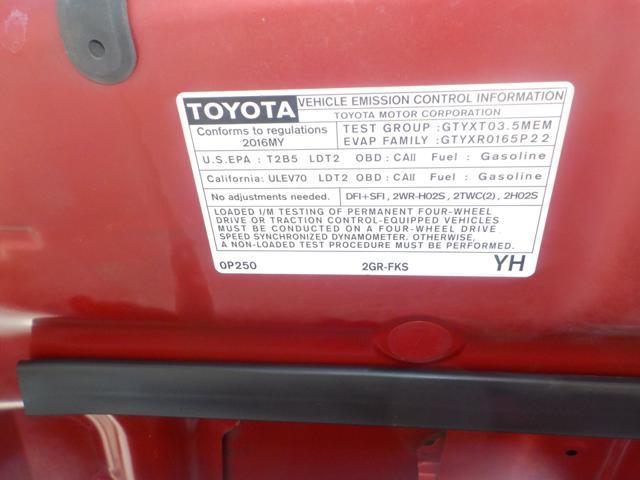 TOYOTA VEHICLE EMISSION CONTROL INFORMATION
TOYOTA MOTOR CORPORATION
Conforms to regulations
2016MY
TEST GROUP : GTYXT03.5MEM
EVAP FAMILY : GTYXR0165P22
U.S.EPA : T2B5 LDT2 OBD : CAII Fuel : Gasoline
California: ULEV70 LDT2 OBD : CAII Fuel : Gasoline
No adjustments needed. DFI+SFI, 2WR-HO2S, 2TWC(2), 2HO2S
LOADED I/M TESTING OF PERMANENT FOUR-WHEEL
DRIVE OR TRACTION CONTROL-EQUIPPED VEHICLES
MUST BE CONDUCTED ON A FOUR-WHEEL DRIVE
SPEED SYNCHRONIZED DYNAMOMETER. OTHERWISE,
A NON-LOADED TEST PROCEDURE MUST BE PERFORMED.
0P250 2GR-FKS YH